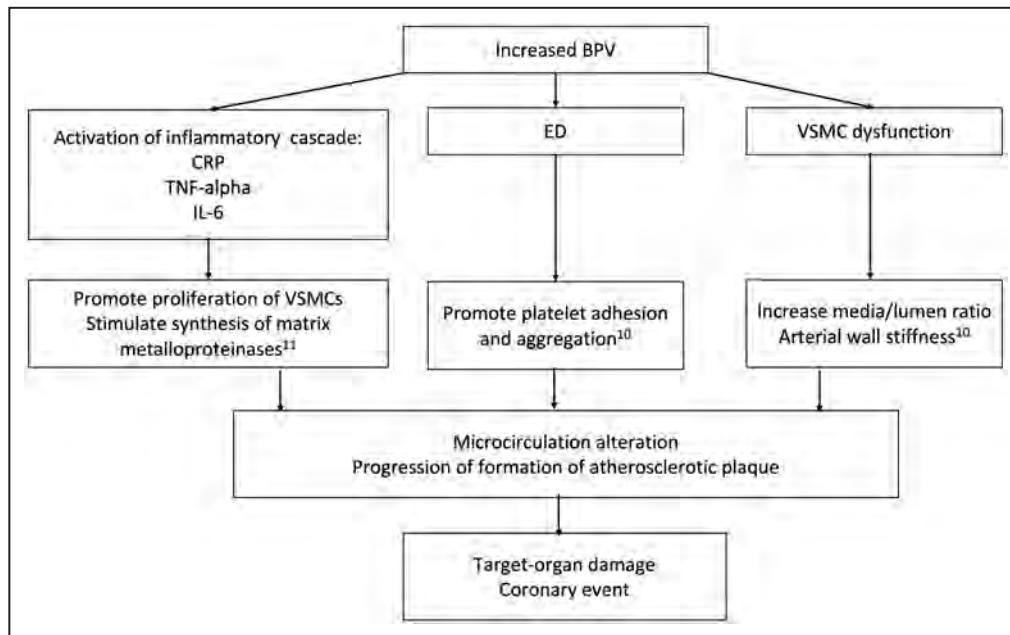 Increased BPV
Activation of inflammatory cascade:
CRP
TNF-alpha
IL-6
ED
VSMC dysfunction
Promote proliferation of VSMCs
Stimulate synthesis of matrix
metalloproteinases¹¹
Promote platelet adhesion
and aggregation¹⁰
Increase media/lumen ratio
Arterial wall stiffness¹⁰
Microcirculation alteration
Progression of formation of atherosclerotic plaque
Target-organ damage
Coronary event